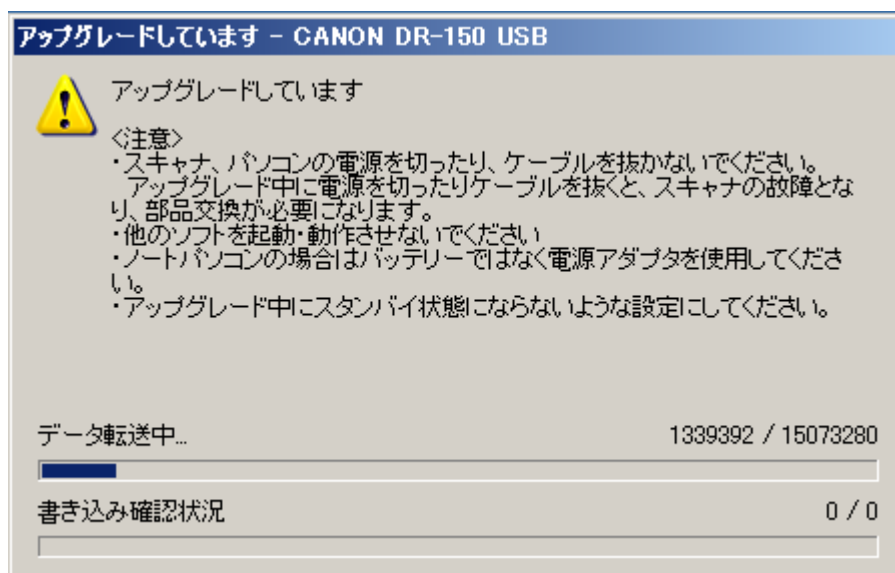 アップグレードしています - CANON DR-150 USB
アップグレードしています
<注意>
・スキャナ、パソコンの電源を切ったり、ケーブルを抜かないでください。
アップグレード中に電源を切ったりケーブルを抜くと、スキャナの故障とな
り、部品交換が必要になります。
・他のソフトを起動・動作させないでください
・ノートパソコンの場合はバッテリーではなく電源アダプタを使用してくださ
い。
・アップグレード中にスタンバイ状態にならないような設定にしてください。
データ転送中... 1339392 / 15073280
書き込み確認状況 0 / 0